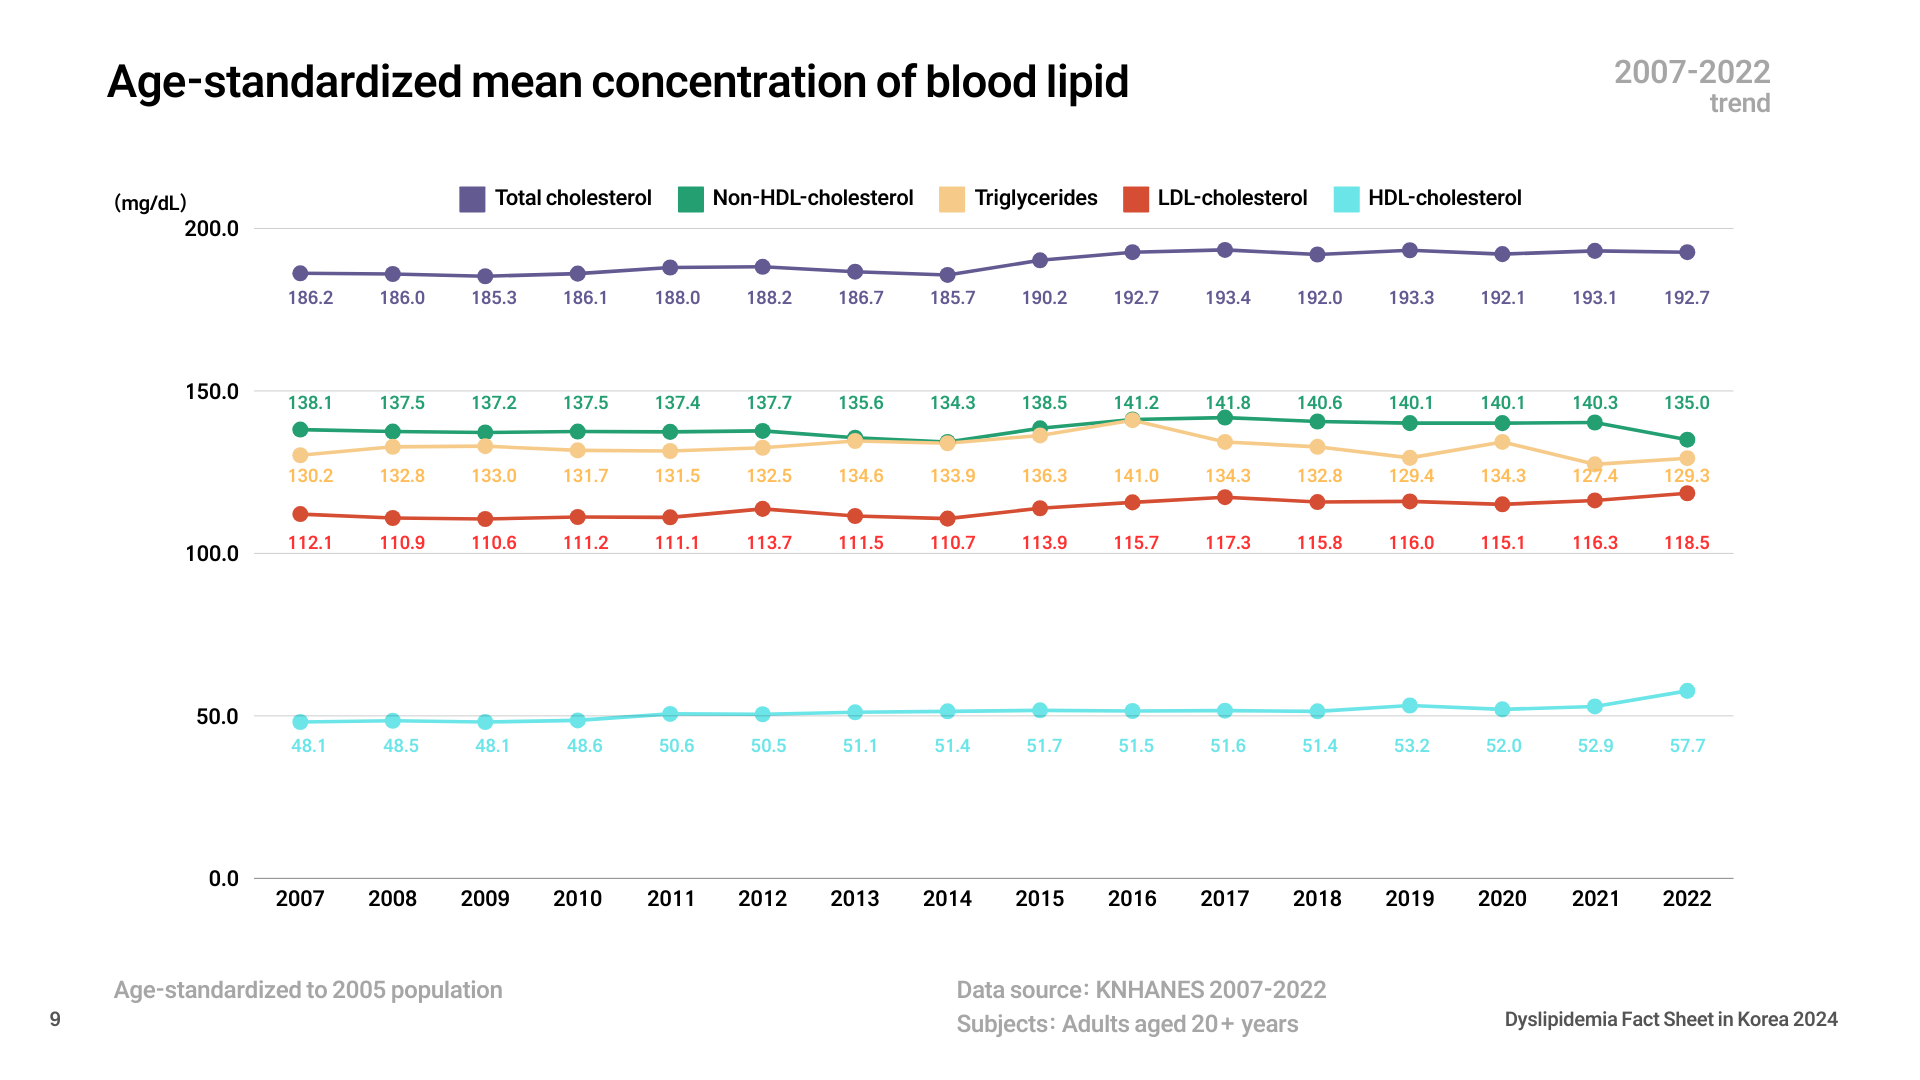 Age-standardized mean concentration of blood lipid
2007-2022
trend
(mg/dL)
Total cholesterol Non-HDL-cholesterol Triglycerides LDL-cholesterol HDL-cholesterol
200.0
186.2 186.0 185.3 186.1 188.0 188.2 186.7 185.7 190.2 192.7 193.4 192.0 193.3 192.1 193.1 192.7
150.0
138.1 137.5 137.2 137.5 137.4 137.7 135.6 134.3 138.5 141.2 141.8 140.6 140.1 140.1 140.3 135.0
130.2 132.8 133.0 131.7 131.5 132.5 134.6 133.9 136.3 141.0 134.3 132.8 129.4 134.3 127.4 129.3
112.1 110.9 110.6 111.2 111.1 113.7 111.5 110.7 113.9 115.7 117.3 115.8 116.0 115.1 116.3 118.5
100.0
50.0
48.1 48.5 48.1 48.6 50.6 50.5 51.1 51.4 51.7 51.5 51.6 51.4 53.2 52.0 52.9 57.7
0.0
2007 2008 2009 2010 2011 2012 2013 2014 2015 2016 2017 2018 2019 2020 2021 2022
Age-standardized to 2005 population
Data source: KNHANES 2007-2022
Subjects: Adults aged 20+ years
9
Dyslipidemia Fact Sheet in Korea 2024